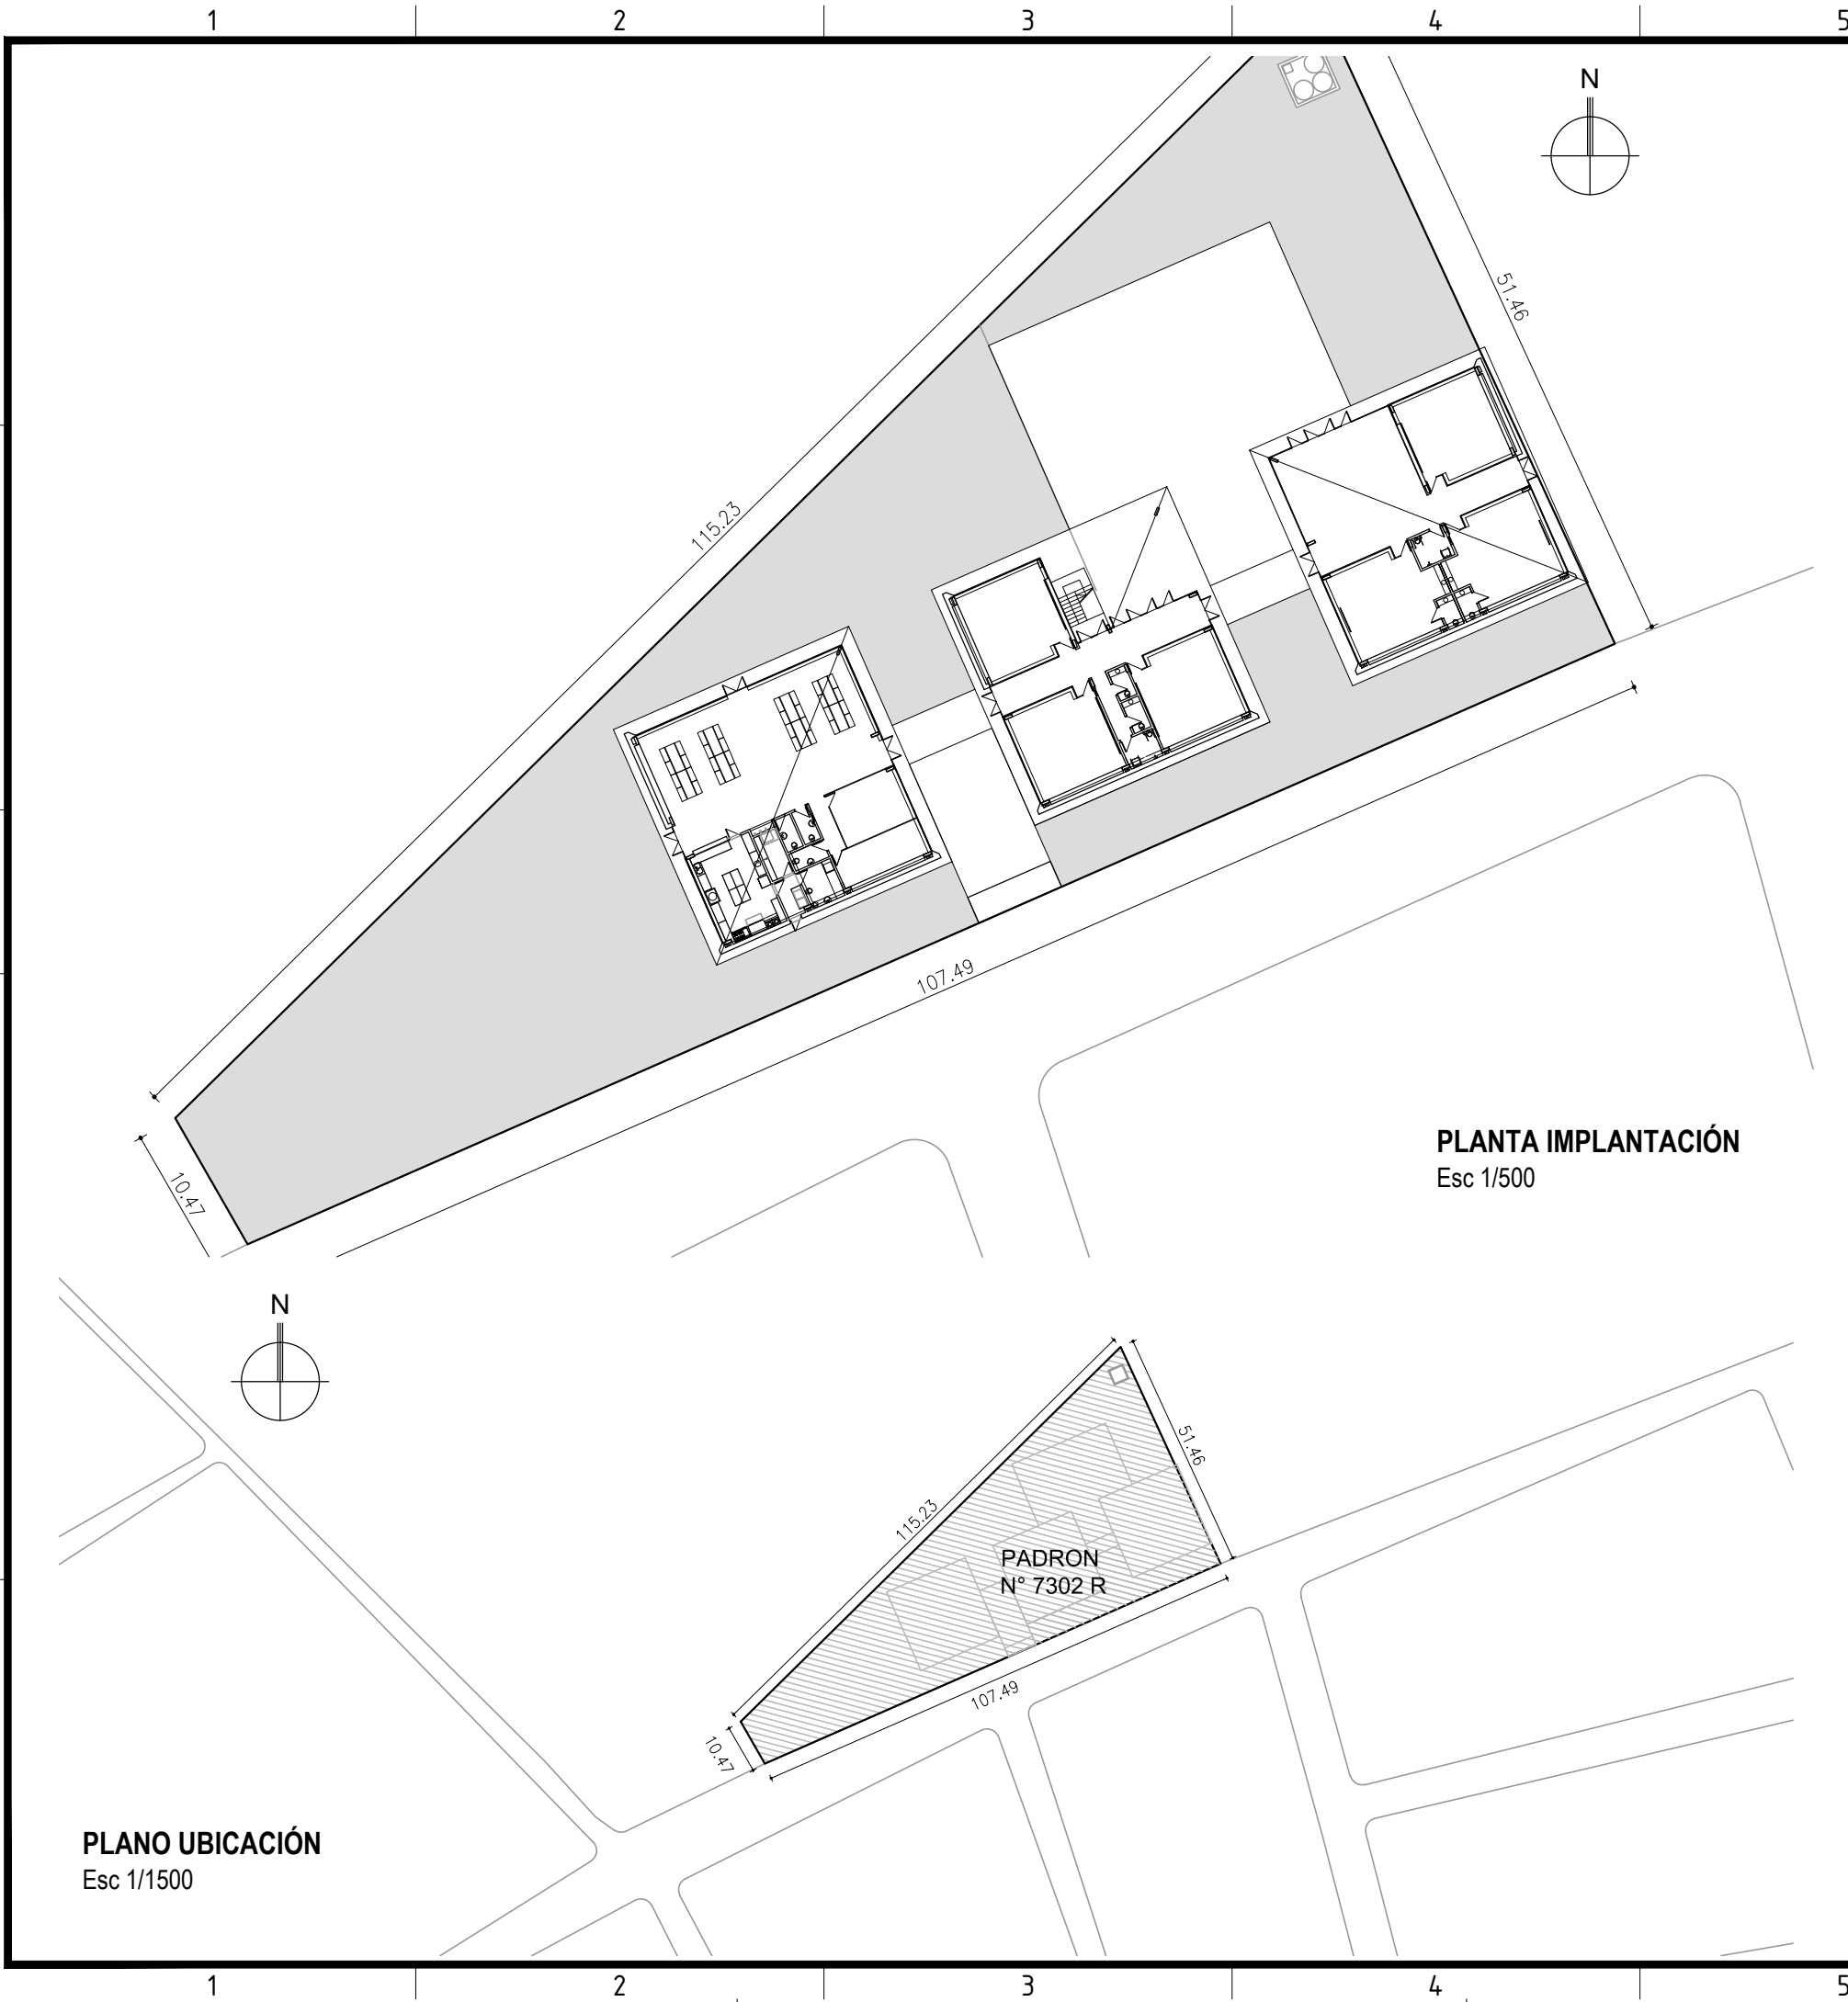 1 2 3 4 5
N
51.46
115.23
107.49
10.47
PLANTA IMPLANTACIÓN
Esc 1/500
N
51.46
115.23
PADRON
N° 7302 R
107.49
10.47
PLANO UBICACIÓN
Esc 1/1500
1 2 3 4 5